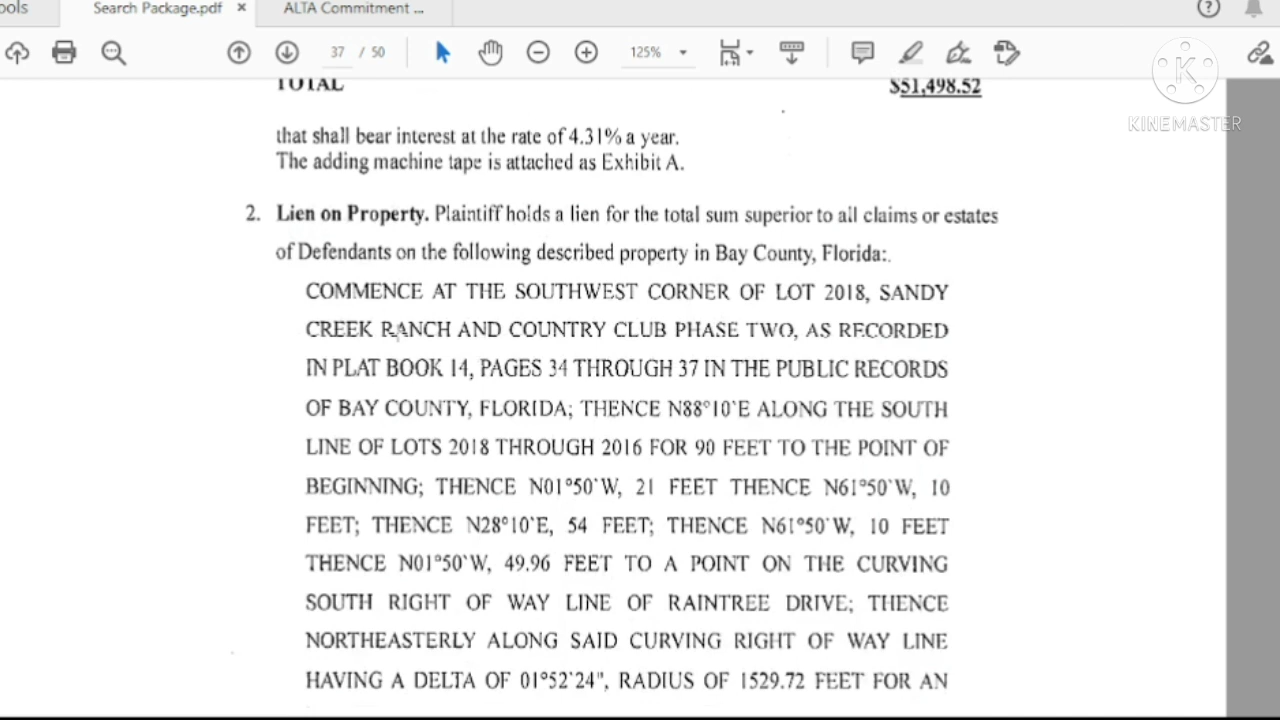 ools
Search Package.pdf ×
ALTA Commitment ...
37 / 50
125%
K
KINEMASTER
TOTAL $51,498.52
that shall bear interest at the rate of 4.31% a year.
The adding machine tape is attached as Exhibit A.
2. Lien on Property. Plaintiff holds a lien for the total sum superior to all claims or estates
of Defendants on the following described property in Bay County, Florida:.
COMMENCE AT THE SOUTHWEST CORNER OF LOT 2018, SANDY
CREEK RANCH AND COUNTRY CLUB PHASE TWO, AS RECORDED
IN PLAT BOOK 14, PAGES 34 THROUGH 37 IN THE PUBLIC RECORDS
OF BAY COUNTY, FLORIDA; THENCE N88°10'E ALONG THE SOUTH
LINE OF LOTS 2018 THROUGH 2016 FOR 90 FEET TO THE POINT OF
BEGINNING; THENCE N01°50'W, 21 FEET THENCE N61°50'W, 10
FEET; THENCE N28°10'E, 54 FEET; THENCE N61°50'W, 10 FEET
THENCE N01°50'W, 49.96 FEET TO A POINT ON THE CURVING
SOUTH RIGHT OF WAY LINE OF RAINTREE DRIVE; THENCE
NORTHEASTERLY ALONG SAID CURVING RIGHT OF WAY LINE
HAVING A DELTA OF 01°52'24", RADIUS OF 1529.72 FEET FOR AN